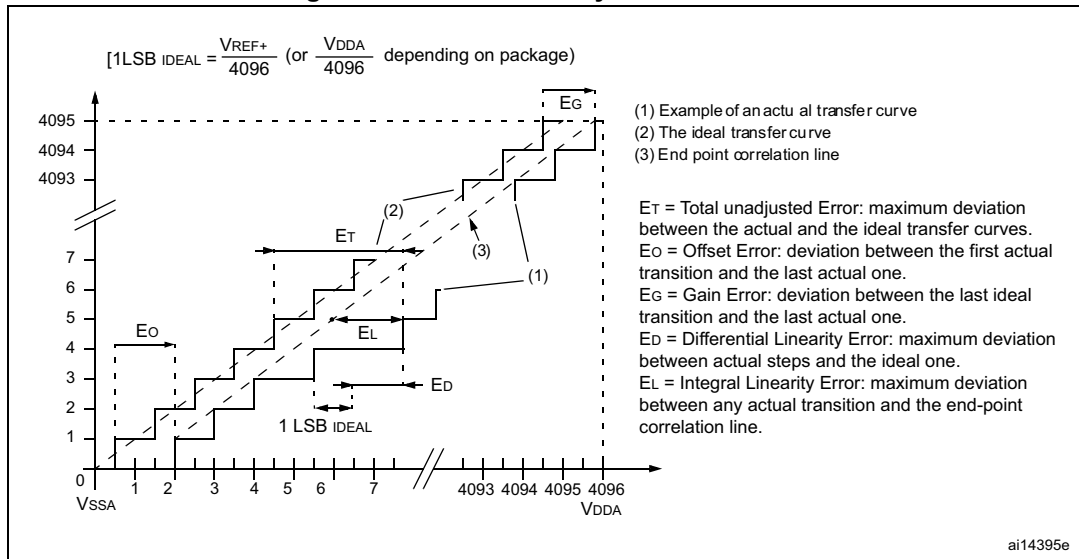 [1LSB IDEAL = VREF+ / 4096 (or VDDA / 4096 depending on package)
EG
(1) Example of an actu al transfer curve
(2) The ideal transfer curve
(3) End point correlation line
4095
4094
4093
(2)
ET
(3)
(1)
7
6
5
4
3
2
1
0
EO
EL
ED
1 LSB IDEAL
1 2 3 4 5 6 7 4093 4094 4095 4096
VSSA
VDDA
ET = Total unadjusted Error: maximum deviation
between the actual and the ideal transfer curves.
EO = Offset Error: deviation between the first actual
transition and the last actual one.
EG = Gain Error: deviation between the last ideal
transition and the last actual one.
ED = Differential Linearity Error: maximum deviation
between actual steps and the ideal one.
EL = Integral Linearity Error: maximum deviation
between any actual transition and the end-point
correlation line.
ai14395e